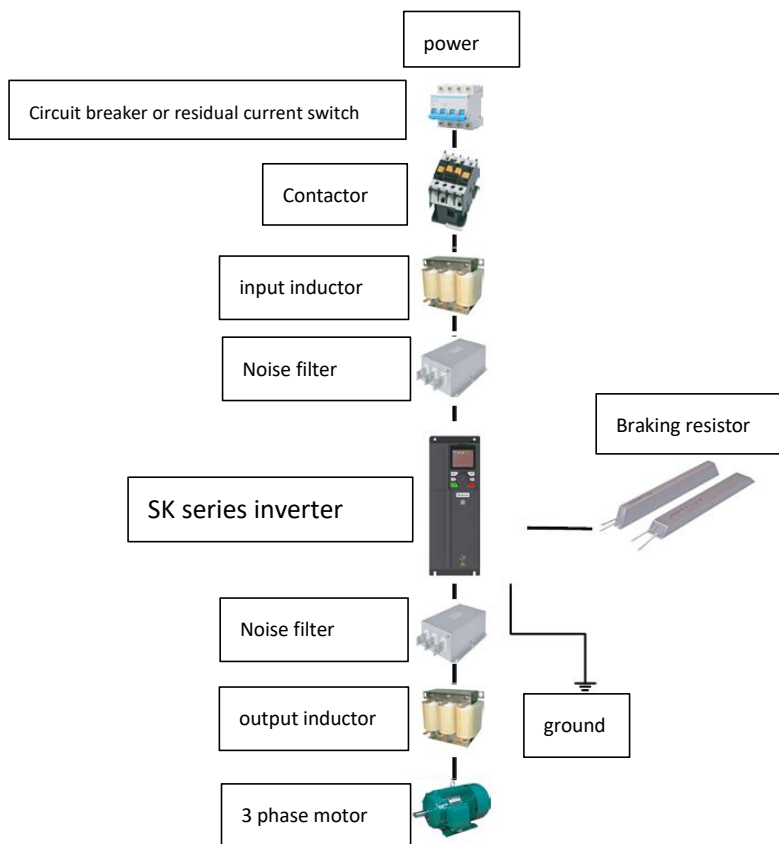 power
Circuit breaker or residual current switch
Contactor
input inductor
Noise filter
Braking resistor
SK series inverter
Noise filter
output inductor
ground
3 phase motor